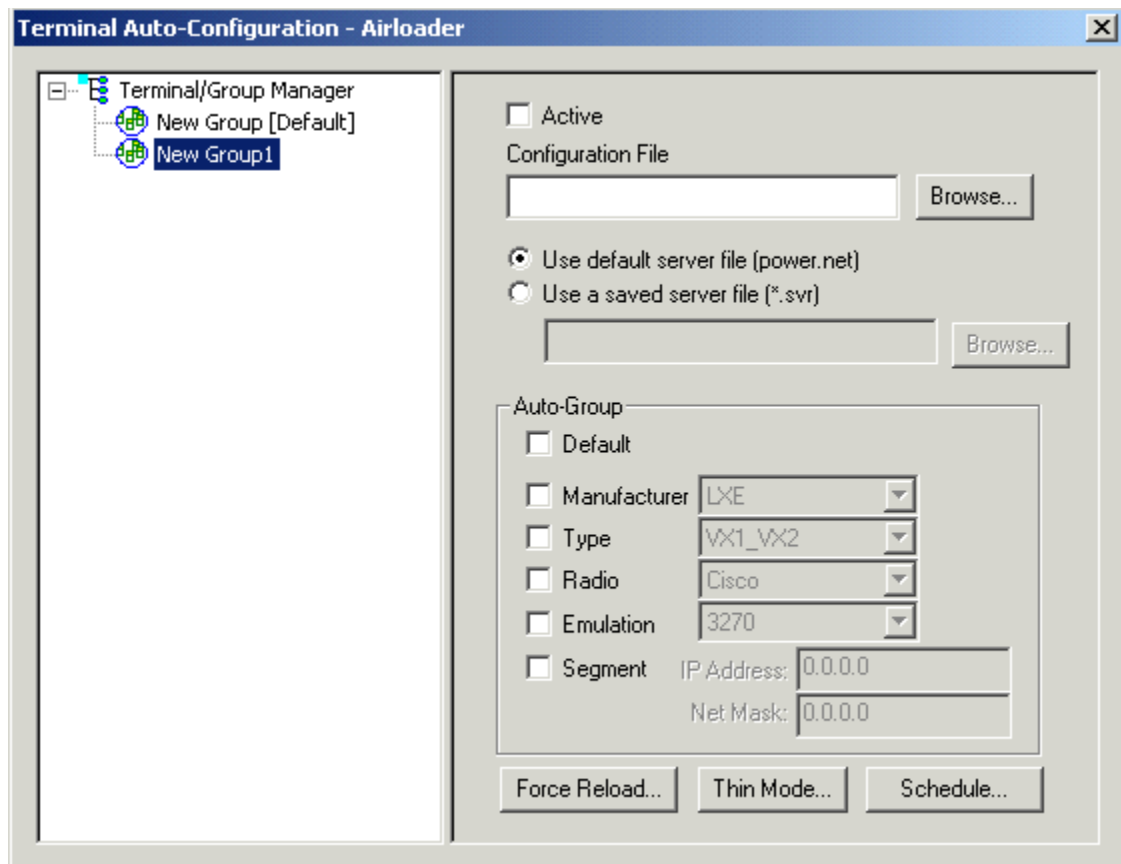 Terminal Auto-Configuration - Airloader
Terminal/Group Manager
New Group [Default]
New Group1
Active
Configuration File
Browse...
Use default server file (power.net)
Use a saved server file (*.svr)
Browse...
Auto-Group
Default
Manufacturer LXE
Type VX1_VX2
Radio Cisco
Emulation 3270
Segment IP Address: 0.0.0.0
Net Mask: 0.0.0.0
Force Reload... Thin Mode... Schedule...